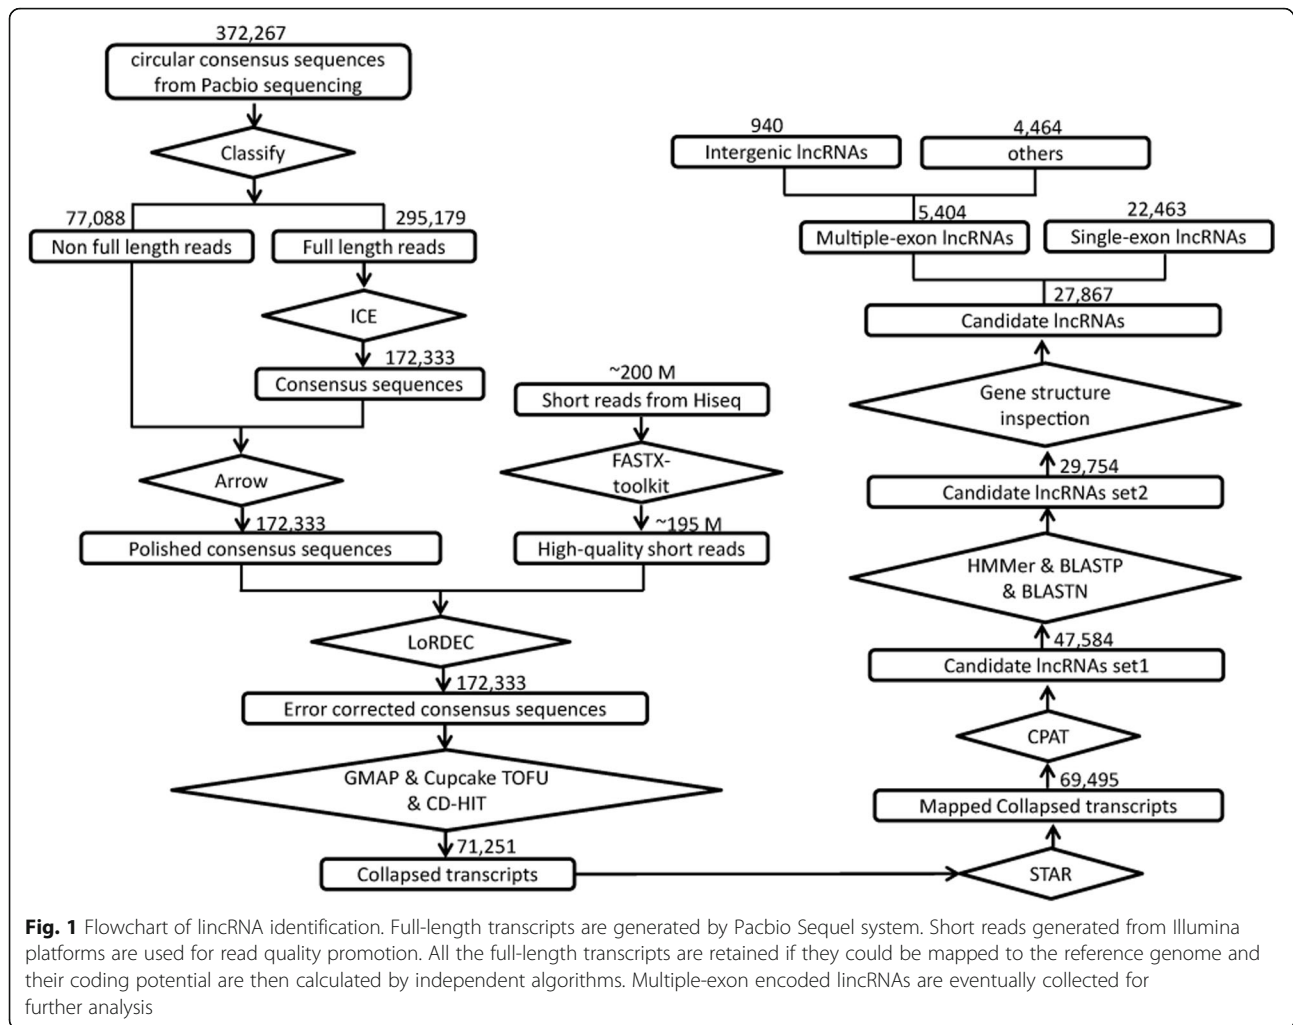 372,267
circular consensus sequences
from Pacbio sequencing
Classify
77,088
Non full length reads
295,179
Full length reads
ICE
172,333
Consensus sequences
Arrow
172,333
Polished consensus sequences
~200 M
Short reads from Hiseq
FASTX-
toolkit
~195 M
High-quality short reads
LoRDEC
172,333
Error corrected consensus sequences
GMAP & Cupcake TOFU
& CD-HIT
71,251
Collapsed transcripts
STAR
69,495
Mapped Collapsed transcripts
CPAT
47,584
Candidate lncRNAs set1
HMMer & BLASTP
& BLASTN
29,754
Candidate lncRNAs set2
Gene structure
inspection
27,867
Candidate lncRNAs
5,404
Multiple-exon lncRNAs
22,463
Single-exon lncRNAs
940
Intergenic lncRNAs
4,464
others
Fig. 1 Flowchart of lincRNA identification. Full-length transcripts are generated by Pacbio Sequel system. Short reads generated from Illumina
platforms are used for read quality promotion. All the full-length transcripts are retained if they could be mapped to the reference genome and
their coding potential are then calculated by independent algorithms. Multiple-exon encoded lincRNAs are eventually collected for
further analysis